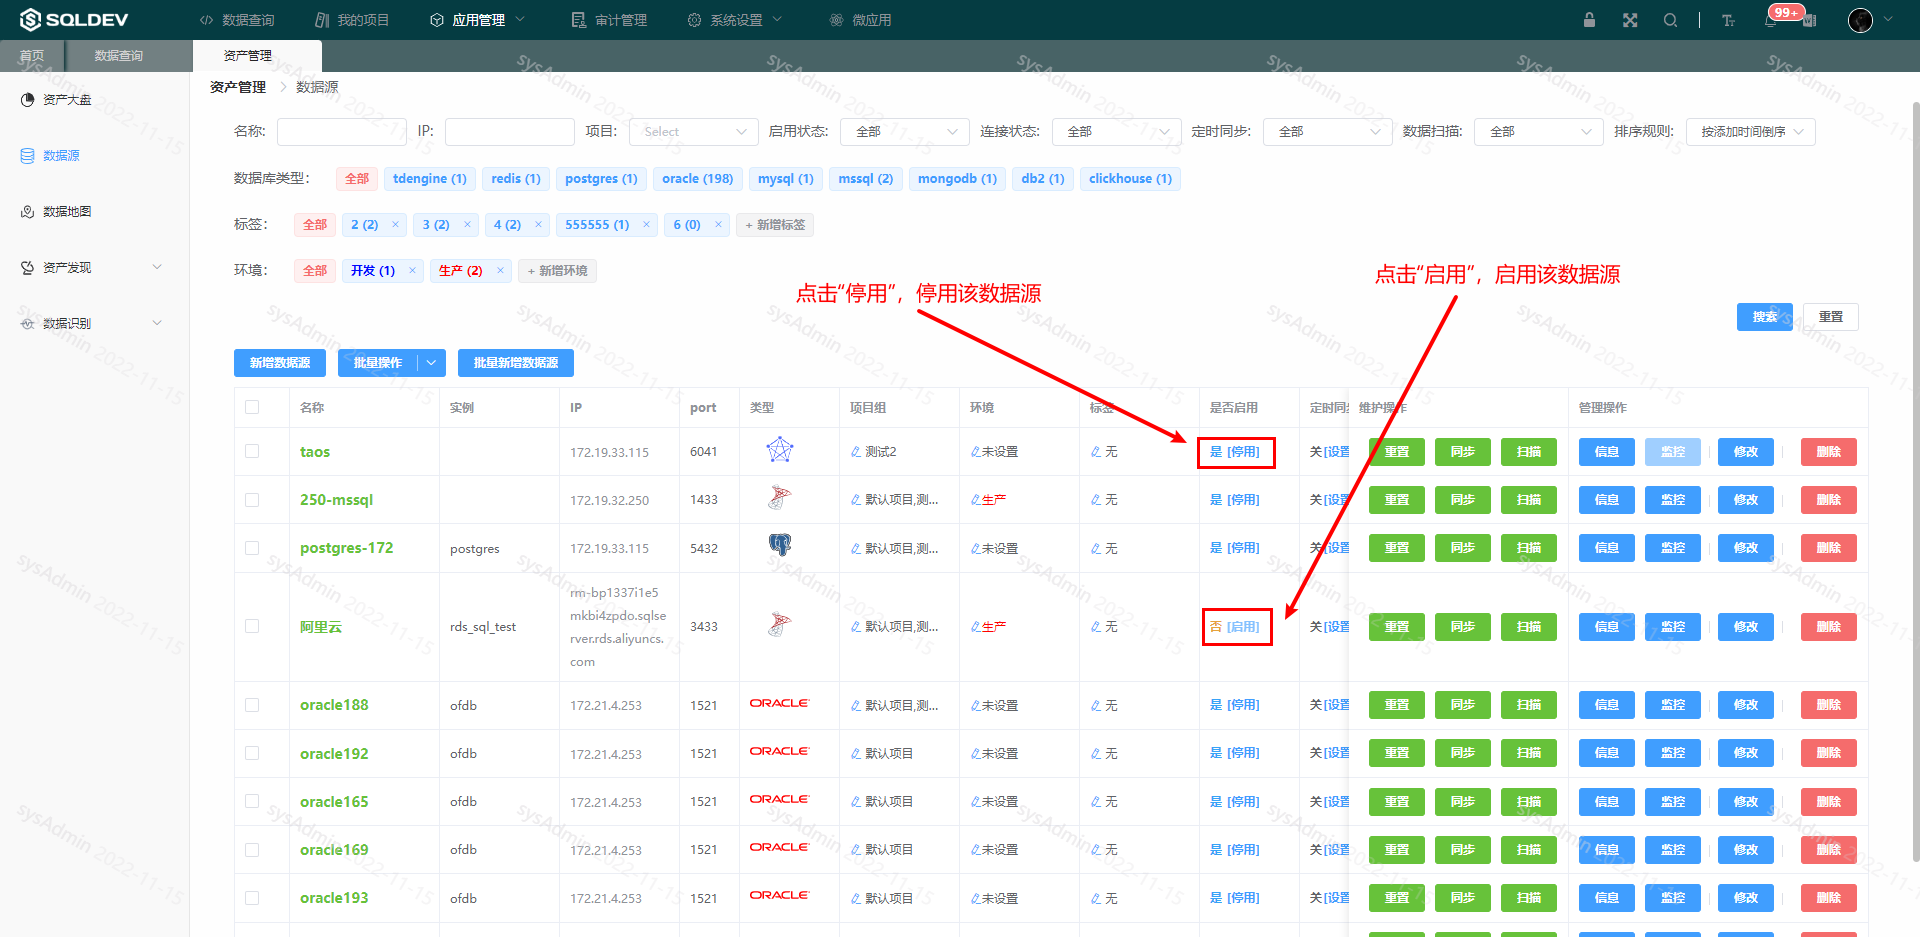 SQLDEV 数据查询 我的项目 应用管理 审计管理 系统设置 微应用 99+
首页 数据查询 资产管理
资产管理 数据源
资产大盘
数据源
数据地图
资产发现
数据识别
名称: IP: 项目: Select 启用状态: 全部 连接状态: 全部 定时同步: 全部 数据扫描: 全部 排序规则: 按添加时间倒序
数据库类型: 全部 tdengine (1) redis (1) postgres (1) oracle (198) mysql (1) mssql (2) mongodb (1) db2 (1) clickhouse (1)
标签: 全部 2 (2) × 3 (2) × 4 (2) × 555555 (1) × 6 (0) × + 新增标签
环境: 全部 开发 (1) × 生产 (2) × + 新增环境
点击“停用”，停用该数据源
点击“启用”，启用该数据源
搜索 重置
新增数据源 批量操作 批量新增数据源
名称 实例 IP port 类型 项目组 环境 标签 是否启用 定时同步 维护操作 管理操作
taos 172.19.33.115 6041 测试2 未设置 无 是 [停用] 关[设置 重置 同步 扫描 信息 监控 修改 删除
250-mssql 172.19.32.250 1433 默认项目,测... 生产 无 是 [停用] 关[设置 重置 同步 扫描 信息 监控 修改 删除
postgres-172 postgres 172.19.33.115 5432 默认项目,测... 未设置 无 是 [停用] 关[设置 重置 同步 扫描 信息 监控 修改 删除
阿里云 rds_sql_test rm-bp1337i1e5
mkbi4zpdo.sqlse
rver.rds.aliyuncs.
com 3433 默认项目,测... 生产 无 否 [启用] 关[设置 重置 同步 扫描 信息 监控 修改 删除
oracle188 ofdb 172.21.4.253 1521 ORACLE 默认项目,测... 未设置 无 是 [停用] 关[设置 重置 同步 扫描 信息 监控 修改 删除
oracle192 ofdb 172.21.4.253 1521 ORACLE 默认项目 未设置 无 是 [停用] 关[设置 重置 同步 扫描 信息 监控 修改 删除
oracle165 ofdb 172.21.4.253 1521 ORACLE 默认项目 未设置 无 是 [停用] 关[设置 重置 同步 扫描 信息 监控 修改 删除
oracle169 ofdb 172.21.4.253 1521 ORACLE 默认项目 未设置 无 是 [停用] 关[设置 重置 同步 扫描 信息 监控 修改 删除
oracle193 ofdb 172.21.4.253 1521 ORACLE 默认项目 未设置 无 是 [停用] 关[设置 重置 同步 扫描 信息 监控 修改 删除
sysAdmin 2022-11-15